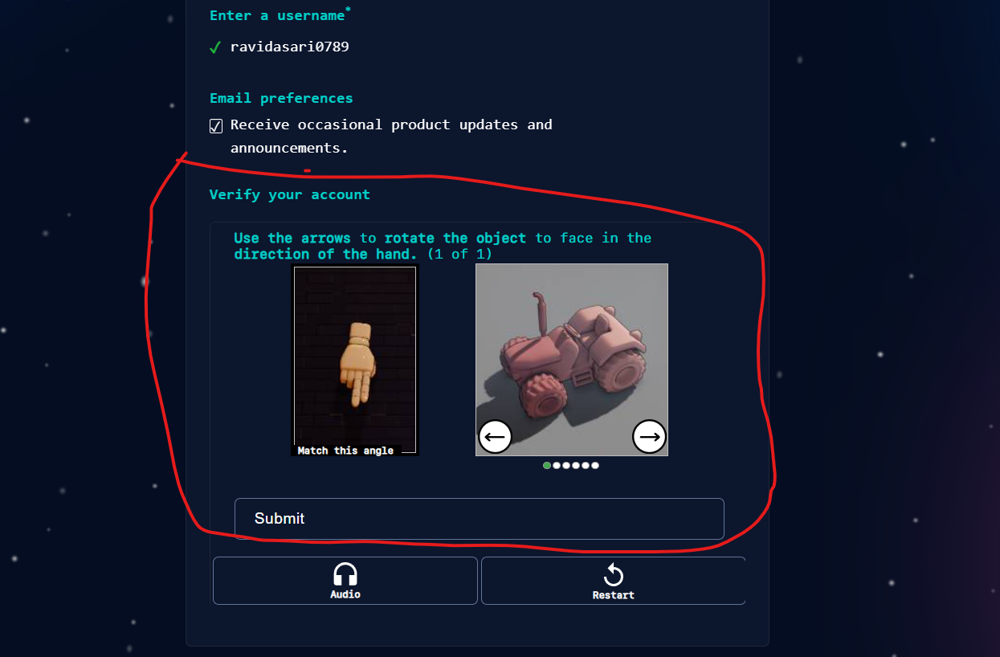 Enter a username*
✓ ravidasari0789
Email preferences
Receive occasional product updates and
announcements.
Verify your account
Use the arrows to rotate the object to face in the
direction of the hand. (1 of 1)
Match this angle
Submit
Audio
Restart